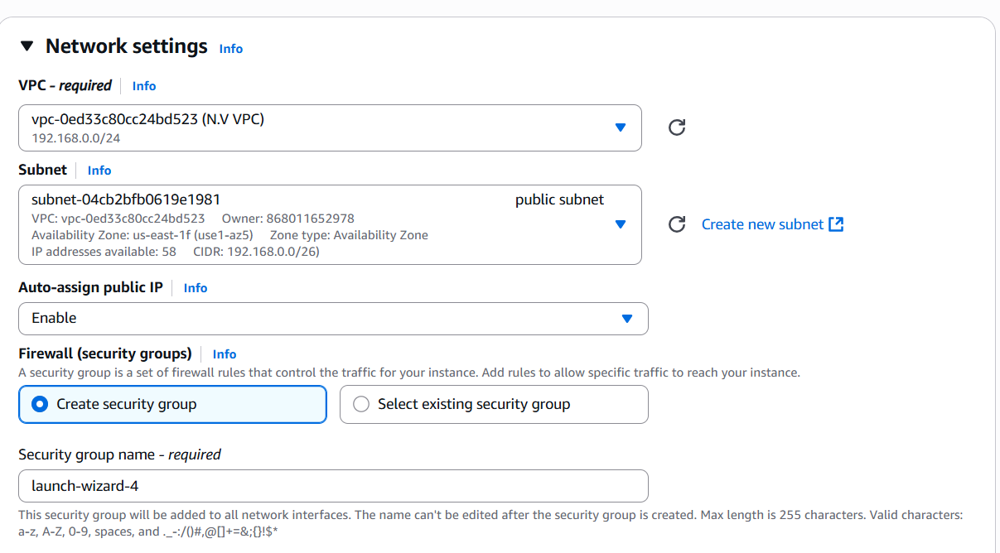 Network settings Info
VPC - required Info
vpc-0ed33c80cc24bd523 (N.V VPC)
192.168.0.0/24
Subnet Info
subnet-04cb2bfb0619e1981 public subnet
VPC: vpc-0ed33c80cc24bd523 Owner: 868011652978
Availability Zone: us-east-1f (use1-az5) Zone type: Availability Zone
IP addresses available: 58 CIDR: 192.168.0.0/26)
Create new subnet
Auto-assign public IP Info
Enable
Firewall (security groups) Info
A security group is a set of firewall rules that control the traffic for your instance. Add rules to allow specific traffic to reach your instance.
Create security group Select existing security group
Security group name - required
launch-wizard-4
This security group will be added to all network interfaces. The name can't be edited after the security group is created. Max length is 255 characters. Valid characters:
a-z, A-Z, 0-9, spaces, and ._-:/()#,@[]+=&;{}!$*